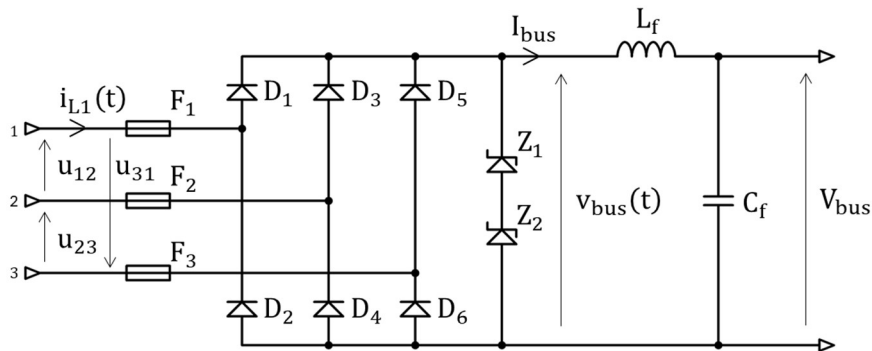 I_bus L_f
D_1 D_3 D_5
i_L1(t) F_1
1
Z_1
u_12 u_31 F_2
2
v_bus(t) C_f V_bus
Z_2
u_23 F_3
3
D_2 D_4 D_6